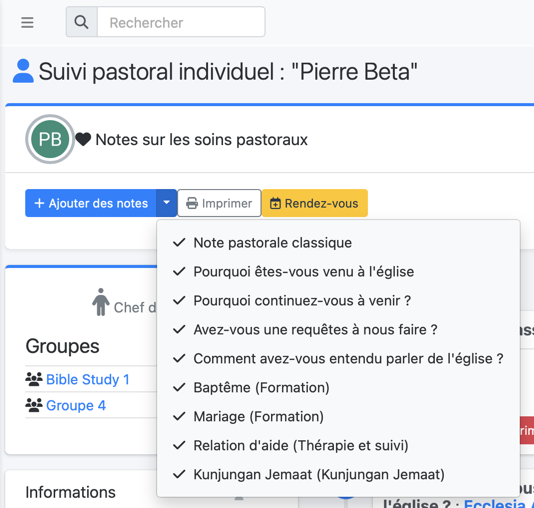 Rechercher
Suivi pastoral individuel : "Pierre Beta"
PB Notes sur les soins pastoraux
Ajouter des notes Imprimer Rendez-vous
Note pastorale classique
Pourquoi êtes-vous venu à l'église
Pourquoi continuez-vous à venir ?
Avez-vous une requêtes à nous faire ?
Comment avez-vous entendu parler de l'église ?
Baptême (Formation)
Mariage (Formation)
Relation d'aide (Thérapie et suivi)
Kunjungan Jemaat (Kunjungan Jemaat)
Chef d
Groupes
Bible Study 1
Groupe 4
Informations
l'église ? : Ecclesia